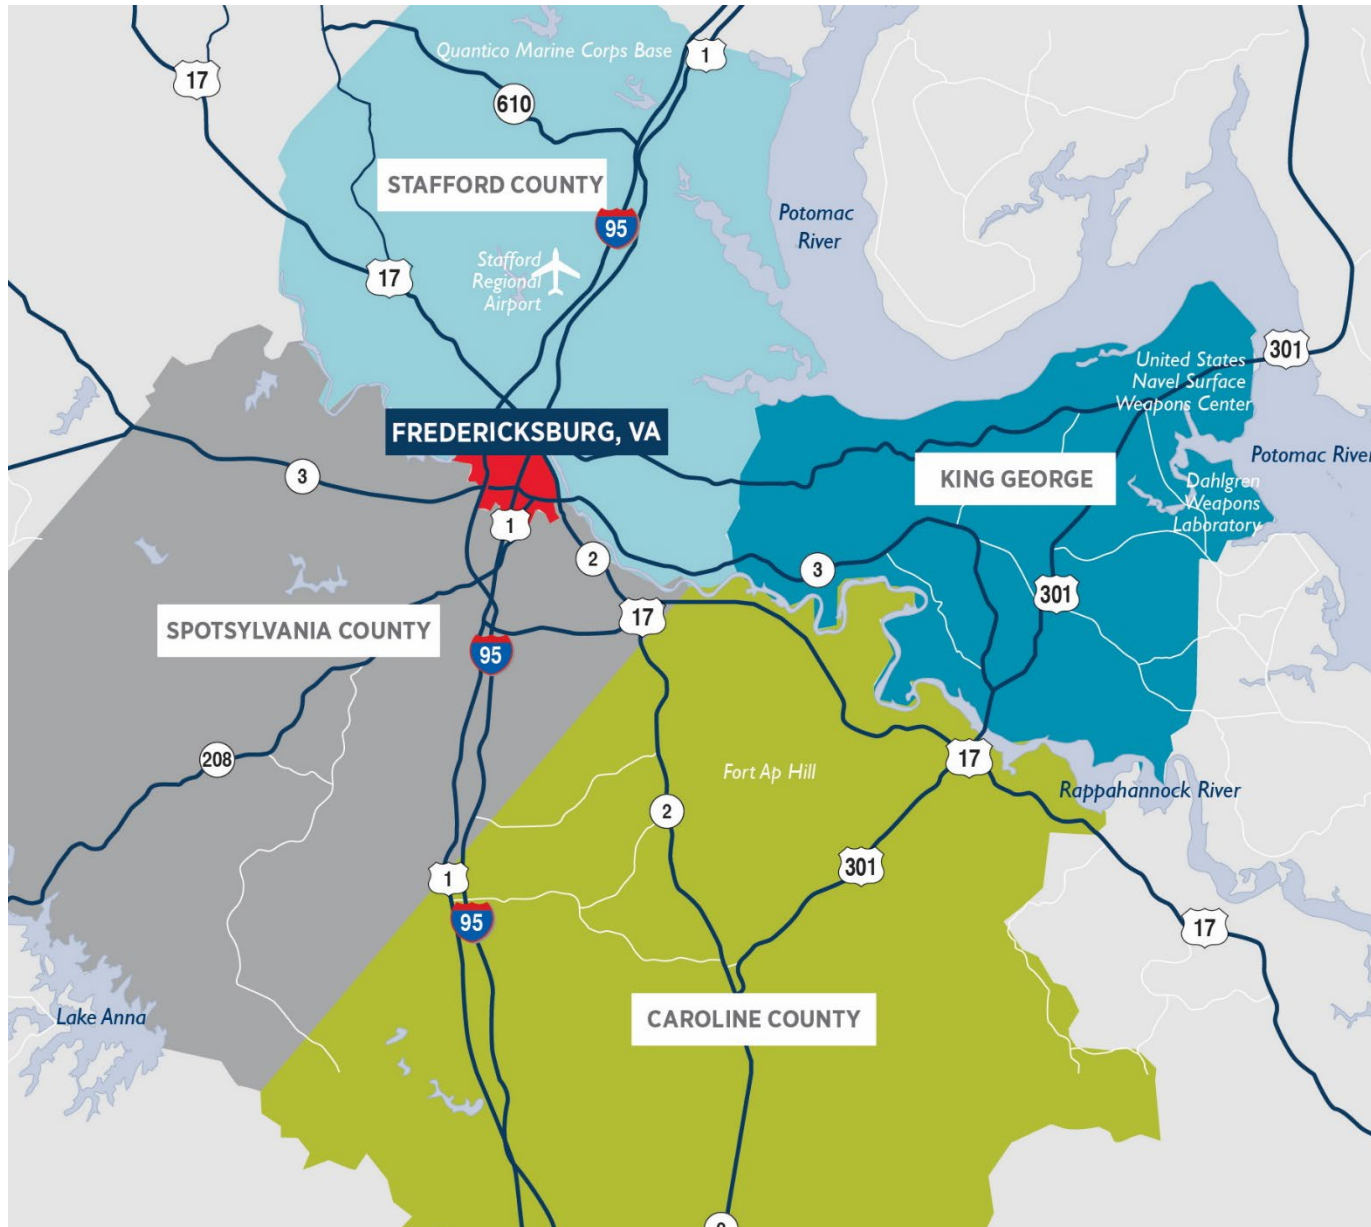 1
Quantico Marine Corps Base
17
610
STAFFORD COUNTY
Potomac
River
95
Stafford
Regional
Airport
17
301
United States
Navel Surface
Weapons Center
FREDERICKSBURG, VA
Potomac River
3
KING GEORGE
Dahlgren
Weapons
Laboratory
1
2
3
301
17
SPOTSYLVANIA COUNTY
95
208
17
Fort Ap Hill
Rappahannock River
2
301
1
95
17
Lake Anna
CAROLINE COUNTY